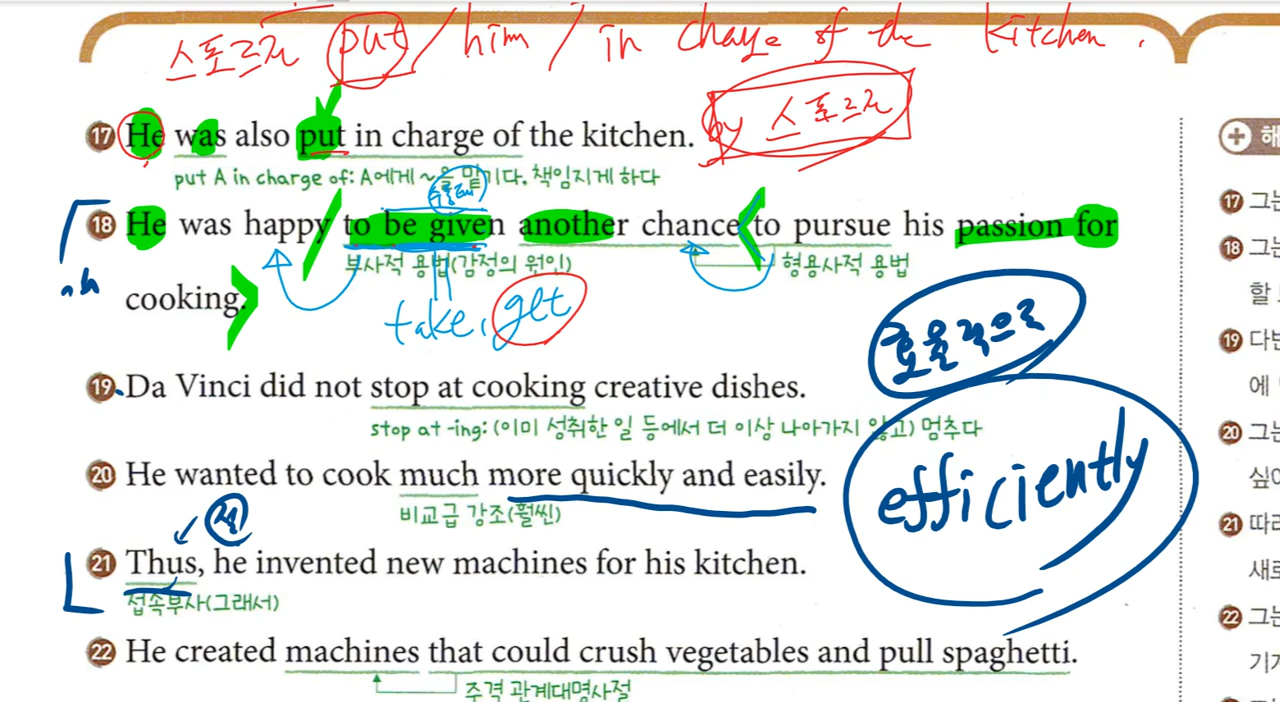 스포르자 put / him / in charge of the kitchen.
by 스포르자
17 He was also put in charge of the kitchen.
put A in charge of: A에게 ~을 맡기다, 책임지게 하다
18 He was happy to be given another chance to pursue his passion for
부사적 용법(감정의 원인)
형용사적 용법
cooking.
take, get
효율적으로
19 Da Vinci did not stop at cooking creative dishes.
stop at -ing: (이미 성취한 일 등에서 더 이상 나아가지 않고) 멈추다
efficiently
20 He wanted to cook much more quickly and easily.
비교급 강조(훨씬)
21 Thus, he invented new machines for his kitchen.
접속부사(그래서)
22 He created machines that could crush vegetables and pull spaghetti.
주격 관계대명사절
해
17 그는
18 그는
할
19 다빈
에
20 그는
싶어
21 따라
새로
22 그는
기